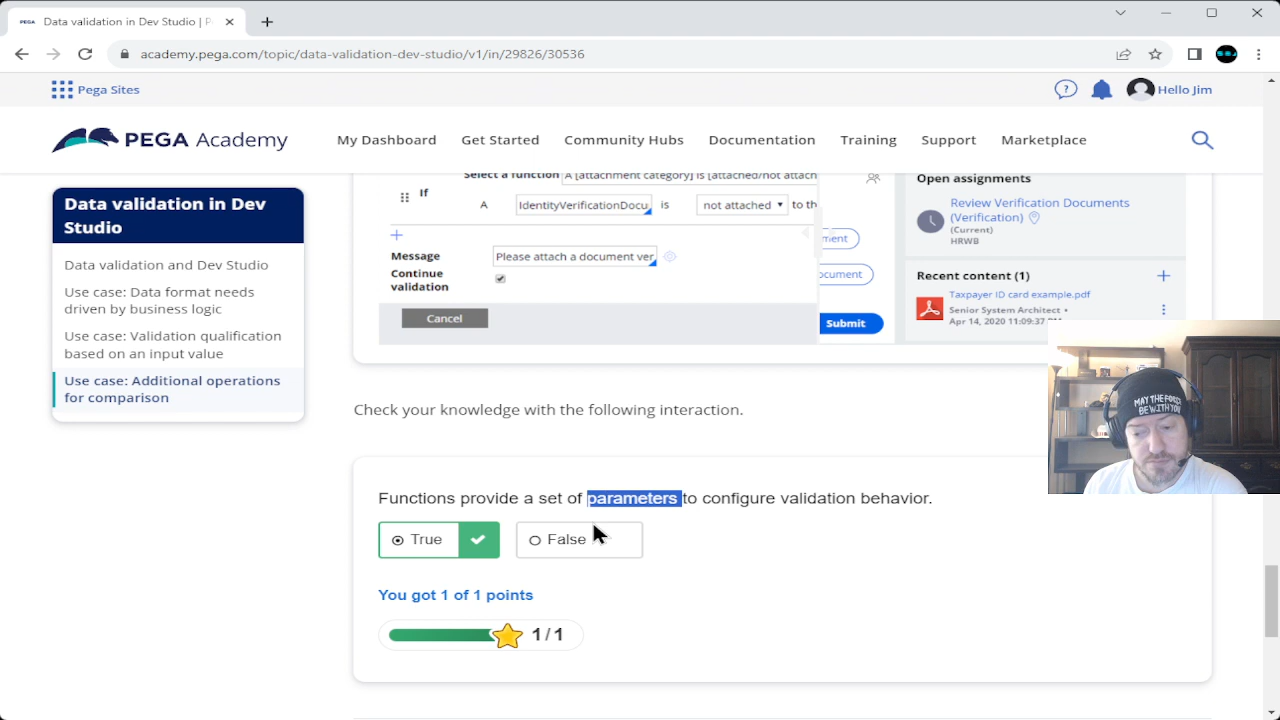 PEGA
Data validation in Dev Studio | P
academy.pega.com/topic/data-validation-dev-studio/v1/in/29826/30536
Pega Sites
?
Hello Jim
PEGA Academy
My Dashboard
Get Started
Community Hubs
Documentation
Training
Support
Marketplace
Data validation in Dev
Studio
Data validation and Dev Studio
Use case: Data format needs
driven by business logic
Use case: Validation qualification
based on an input value
Use case: Additional operations
for comparison
Select a function
A [attachment category] is [attached/not attach
If
A
IdentityVerificationDocu
is
not attached
to th
Message
Please attach a document ver
Continue
validation
Cancel
ment
ocument
Submit
Open assignments
Review Verification Documents
(Verification)
(Current)
HRWB
Recent content (1)
Taxpayer ID card example.pdf
Senior System Architect •
Apr 14, 2020 11:09:37
MAY THE FORCE
BE WITH YOU
Check your knowledge with the following interaction.
Functions provide a set of parameters to configure validation behavior.
True
False
You got 1 of 1 points
1 / 1